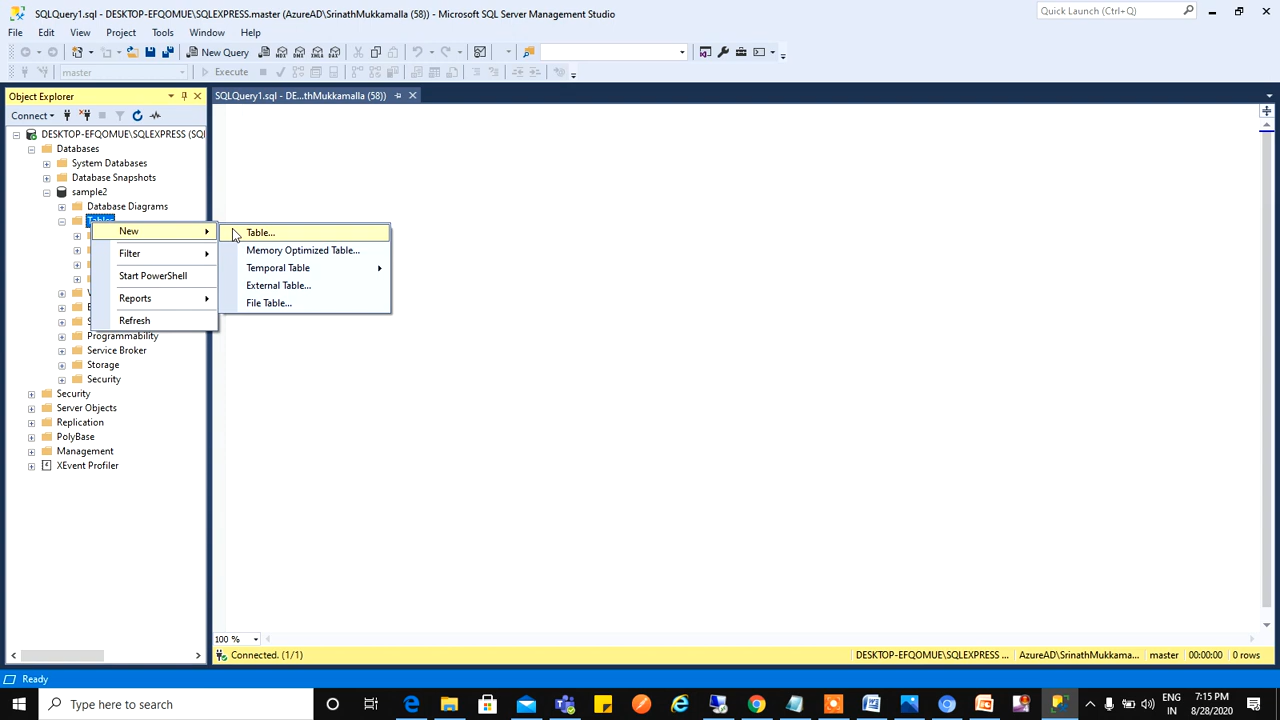 SQLQuery1.sql - DESKTOP-EFQOMUE\SQLEXPRESS.master (AzureAD\SrinathMukkamalla (58)) - Microsoft SQL Server Management Studio
Quick Launch (Ctrl+Q)
File Edit View Project Tools Window Help
New Query
MDX DMX XMLA DAX
master Execute
Object Explorer
SQLQuery1.sql - DE...thMukkamalla (58))
Connect
DESKTOP-EFQOMUE\SQLEXPRESS (SQL
Databases
System Databases
Database Snapshots
sample2
Database Diagrams
Tables
New
Filter
Start PowerShell
Reports
Refresh
Table...
Memory Optimized Table...
Temporal Table
External Table...
File Table...
Programmability
Service Broker
Storage
Security
Security
Server Objects
Replication
PolyBase
Management
XEvent Profiler
100 %
Connected. (1/1)
DESKTOP-EFQOMUE\SQLEXPRESS ...
AzureAD\SrinathMukkama...
master
00:00:00
0 rows
Ready
Type here to search
ENG
IN
7:15 PM
8/28/2020